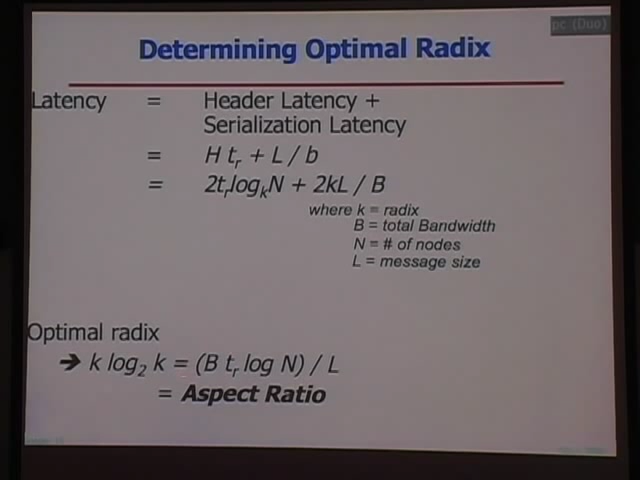 pc (Duo)
Determining Optimal Radix
Latency = Header Latency +
Serialization Latency
= H tᵣ + L / b
= 2tᵣlogₖN + 2kL / B
where k = radix
B = total Bandwidth
N = # of nodes
L = message size
Optimal radix
➔ k log₂ k = (B tᵣ log N) / L
= Aspect Ratio